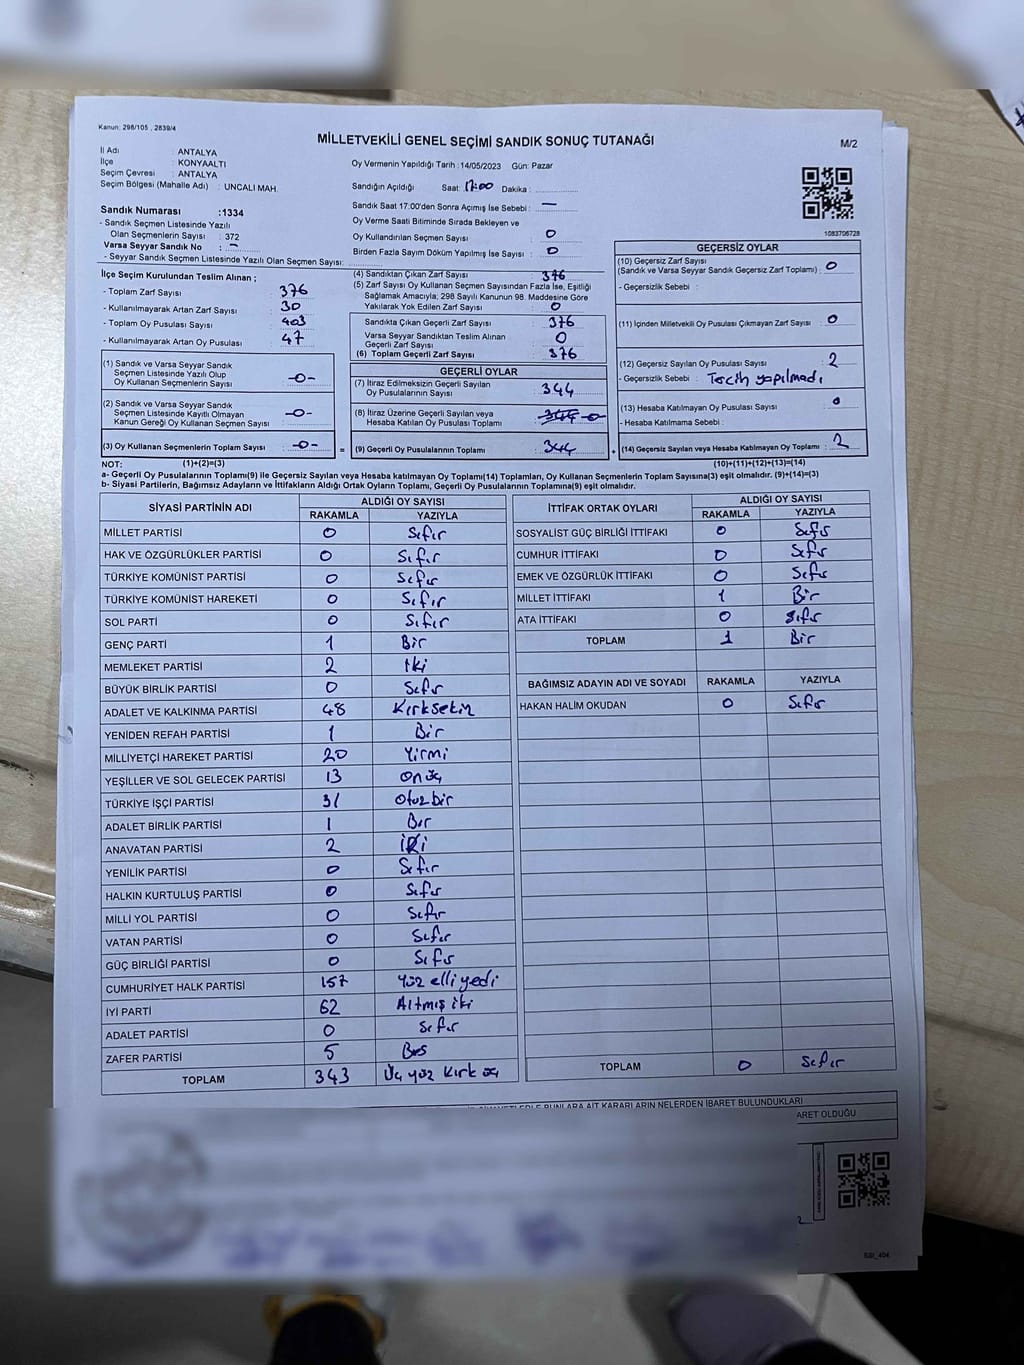 Kanun: 298/105 , 2839/4
MİLLETVEKİLİ GENEL SEÇİMİ SANDIK SONUÇ TUTANAĞI
M/2
İl Adı : ANTALYA
İlçe : KONYAALTI
Seçim Çevresi : ANTALYA
Seçim Bölgesi (Mahalle Adı) : UNCALI MAH.
Oy Vermenin Yapıldığı Tarih : 14/05/2023 Gün: Pazar
Sandığın Açıldığı Saat: 17:00 Dakika :
Sandık Saat 17:00'den Sonra Açımış İse Sebebi : —
Oy Verme Saati Bitiminde Sırada Bekleyen ve
Oy Kullandırılan Seçmen Sayısı : 0
Birden Fazla Sayım Döküm Yapılmış İse Sayısı : 0
1083706728
Sandık Numarası :1334
- Sandık Seçmen Listesinde Yazılı
Olan Seçmenlerin Sayısı : 372
Varsa Seyyar Sandık No : -
- Seyyar Sandık Seçmen Listesinde Yazılı Olan Seçmen Sayısı:
İlçe Seçim Kurulundan Teslim Alınan ;
- Toplam Zarf Sayısı : 376
- Kullanılmayarak Artan Zarf Sayısı : 30
- Toplam Oy Pusulası Sayısı : 403
- Kullanılmayarak Artan Oy Pusulası : 47
(1) Sandık ve Varsa Seyyar Sandık
Seçmen Listesinde Yazılı Olup
Oy Kullanan Seçmenlerin Sayısı : -0-
(2) Sandık ve Varsa Seyyar Sandık
Seçmen Listesinde Kayıtlı Olmayan
Kanun Gereği Oy Kullanan Seçmen Sayısı : -0-
(3) Oy Kullanan Seçmenlerin Toplam Sayısı : -0-
(4) Sandıktan Çıkan Zarf Sayısı : 376
(5) Zarf Sayısı Oy Kullanan Seçmen Sayısından Fazla İse, Eşitliği
Sağlamak Amacıyla; 298 Sayılı Kanunun 98. Maddesine Göre
Yakılarak Yok Edilen Zarf Sayısı : 0
Sandıkta Çıkan Geçerli Zarf Sayısı : 376
Varsa Seyyar Sandıktan Teslim Alınan
Geçerli Zarf Sayısı : 0
(6) Toplam Geçerli Zarf Sayısı : 376
GEÇERLİ OYLAR
(7) İtiraz Edilmeksizin Geçerli Sayılan
Oy Pusulalarının Sayısı : 344
(8) İtiraz Üzerine Geçerli Sayılan veya
Hesaba Katılan Oy Pusulası Toplamı : -0-
= (9) Geçerli Oy Pusulalarının Toplamı : 344
GEÇERSİZ OYLAR
(10) Geçersiz Zarf Sayısı
(Sandık ve Varsa Seyyar Sandık Geçersiz Zarf Toplamı) : 0
- Geçersizlik Sebebi :
(11) İçinden Milletvekili Oy Pusulası Çıkmayan Zarf Sayısı : 0
(12) Geçersiz Sayılan Oy Pusulası Sayısı : 2
- Geçersizlik Sebebi : Tercih yapılmadı
(13) Hesaba Katılmayan Oy Pusulası Sayısı : 0
- Hesaba Katılmama Sebebi :
+ (14) Geçersiz Sayılan veya Hesaba Katılmayan Oy Toplamı : 2
NOT: (1)+(2)=(3) (10)+(11)+(12)+(13)=(14)
a- Geçerli Oy Pusulalarının Toplamı(9) ile Geçersiz Sayılan veya Hesaba katılmayan Oy Toplamı(14) Toplamları, Oy Kullanan Seçmenlerin Toplam Sayısına(3) eşit olmalıdır. (9)+(14)=(3)
b- Siyasi Partilerin, Bağımsız Adayların ve İttifakların Aldığı Ortak Oyların Toplamı, Geçerli Oy Pusulalarının Toplamına(9) eşit olmalıdır.
SİYASİ PARTİNİN ADI ALDIĞI OY SAYISI
RAKAMLA YAZIYLA
MİLLET PARTİSİ 0 Sıfır
HAK VE ÖZGÜRLÜKLER PARTİSİ 0 Sıfır
TÜRKİYE KOMÜNİST PARTİSİ 0 Sıfır
TÜRKİYE KOMÜNİST HAREKETİ 0 Sıfır
SOL PARTİ 0 Sıfır
GENÇ PARTİ 1 Bir
MEMLEKET PARTİSİ 2 İki
BÜYÜK BİRLİK PARTİSİ 0 Sıfır
ADALET VE KALKINMA PARTİSİ 48 Kırksekiz
YENİDEN REFAH PARTİSİ 1 Bir
MİLLİYETÇİ HAREKET PARTİSİ 20 Yirmi
YEŞİLLER VE SOL GELECEK PARTİSİ 13 Onüç
TÜRKİYE İŞÇİ PARTİSİ 31 Otuzbir
ADALET BİRLİK PARTİSİ 1 Bir
ANAVATAN PARTİSİ 2 İki
YENİLİK PARTİSİ 0 Sıfır
HALKIN KURTULUŞ PARTİSİ 0 Sıfır
MİLLİ YOL PARTİSİ 0 Sıfır
VATAN PARTİSİ 0 Sıfır
GÜÇ BİRLİĞİ PARTİSİ 0 Sıfır
CUMHURİYET HALK PARTİSİ 157 Yüz elli yedi
İYİ PARTİ 62 Altmış iki
ADALET PARTİSİ 0 Sıfır
ZAFER PARTİSİ 5 Beş
TOPLAM 343 Üç yüz Kırk üç
İTTİFAK ORTAK OYLARI ALDIĞI OY SAYISI
RAKAMLA YAZIYLA
SOSYALİST GÜÇ BİRLİĞİ İTTİFAKI 0 Sıfır
CUMHUR İTTİFAKI 0 Sıfır
EMEK VE ÖZGÜRLÜK İTTİFAKI 0 Sıfır
MİLLET İTTİFAKI 1 Bir
ATA İTTİFAKI 0 Sıfır
TOPLAM 1 Bir
BAĞIMSIZ ADAYIN ADI VE SOYADI RAKAMLA YAZIYLA
HAKAN HALİM OKUDAN 0 Sıfır
TOPLAM 0 Sıfır
BUNLARA AİT KARARLARIN NELERDEN İBARET BULUNDUKLARI
ARET OLDUĞU